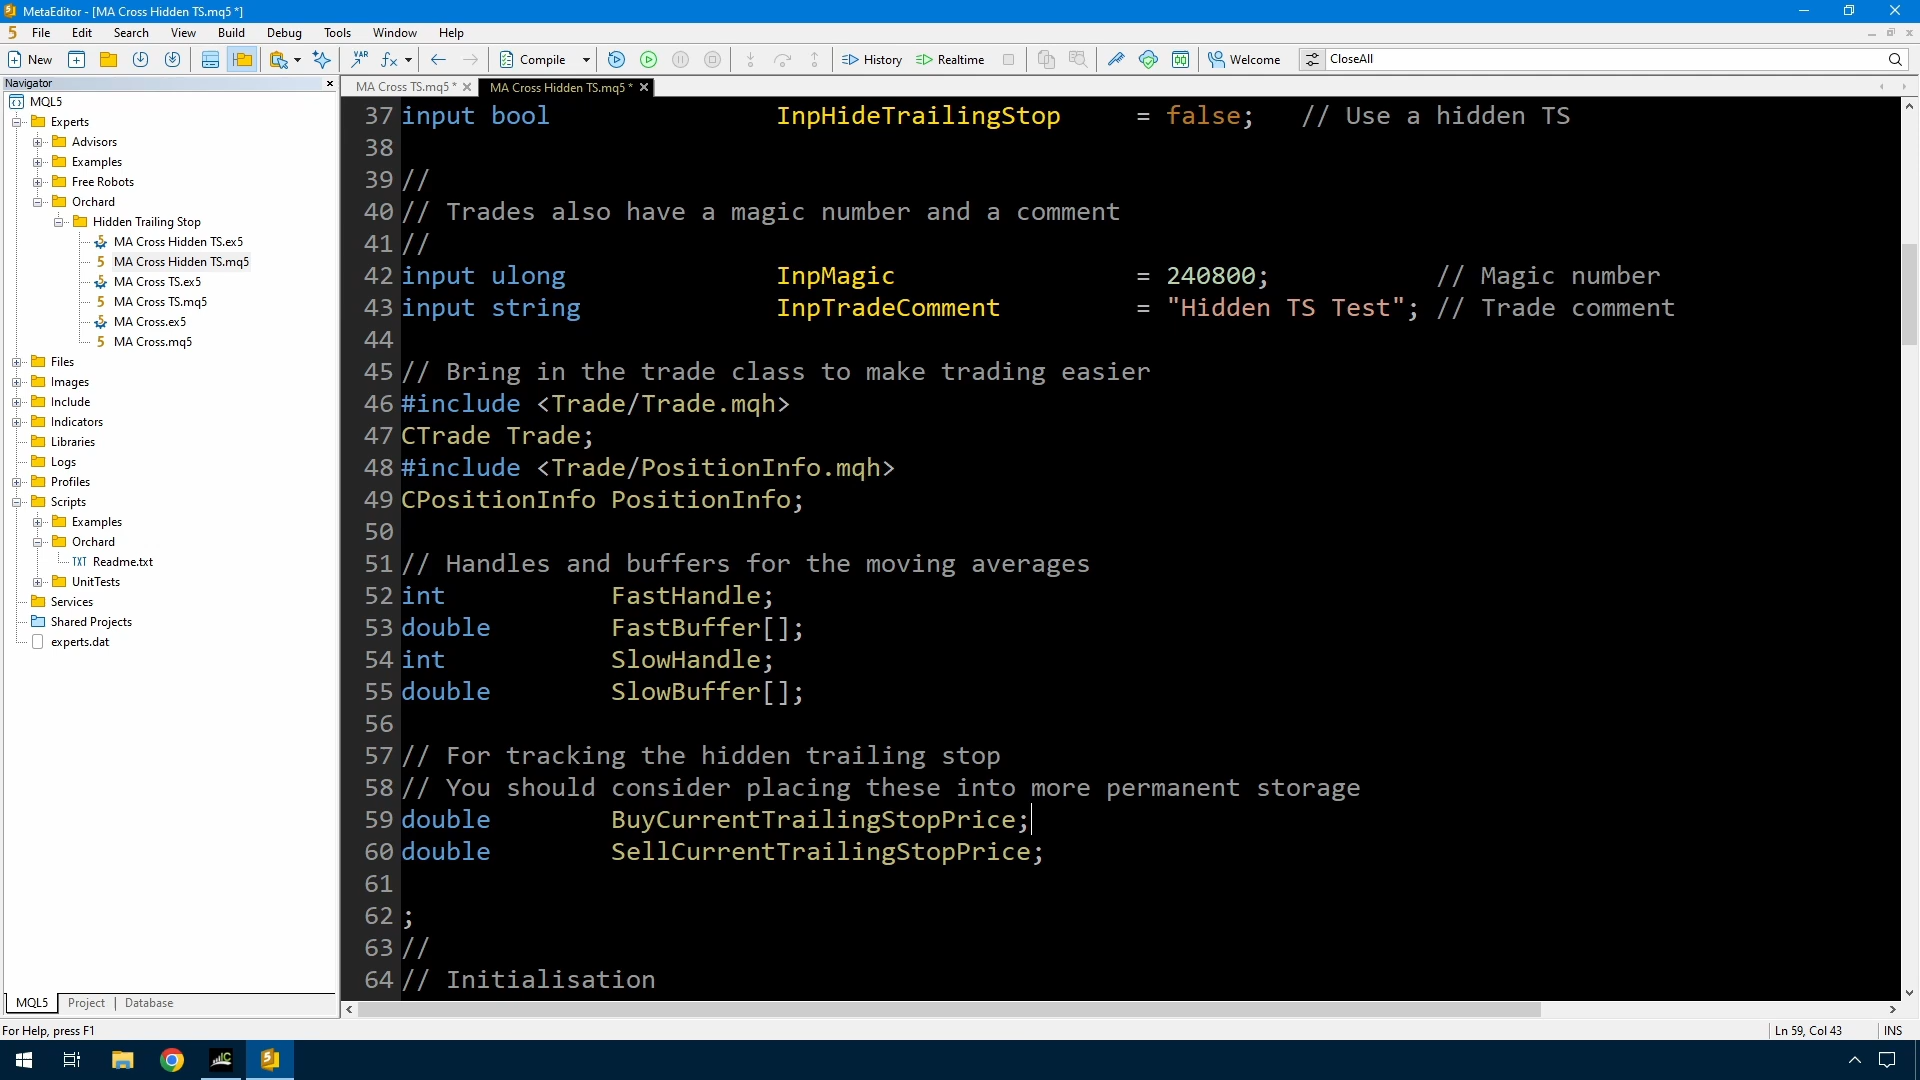 MetaEditor - [MA Cross Hidden TS.mq5 *]
File Edit Search View Build Debug Tools Window Help
New Compile History Realtime Welcome CloseAll
Navigator
MA Cross TS.mq5 * MA Cross Hidden TS.mq5 *
MQL5
Experts
Advisors
Examples
Free Robots
Orchard
Hidden Trailing Stop
MA Cross Hidden TS.ex5
MA Cross Hidden TS.mq5
MA Cross TS.ex5
MA Cross TS.mq5
MA Cross.ex5
MA Cross.mq5
Files
Images
Include
Indicators
Libraries
Logs
Profiles
Scripts
Examples
Orchard
TXT Readme.txt
UnitTests
Services
Shared Projects
experts.dat
MQL5 Project | Database
37 input bool InpHideTrailingStop = false; // Use a hidden TS
38
39 //
40 // Trades also have a magic number and a comment
41 //
42 input ulong InpMagic = 240800; // Magic number
43 input string InpTradeComment = "Hidden TS Test"; // Trade comment
44
45 // Bring in the trade class to make trading easier
46 #include <Trade/Trade.mqh>
47 CTrade Trade;
48 #include <Trade/PositionInfo.mqh>
49 CPositionInfo PositionInfo;
50
51 // Handles and buffers for the moving averages
52 int FastHandle;
53 double FastBuffer[];
54 int SlowHandle;
55 double SlowBuffer[];
56
57 // For tracking the hidden trailing stop
58 // You should consider placing these into more permanent storage
59 double BuyCurrentTrailingStopPrice;
60 double SellCurrentTrailingStopPrice;
61
62 ;
63 //
64 // Initialisation
For Help, press F1 Ln 59, Col 43 INS